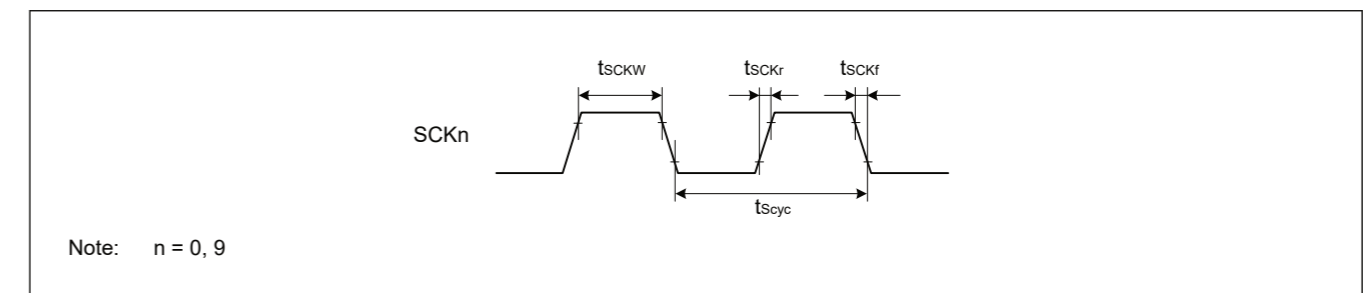 tSCKW tSCKr tSCKf
SCKn
tScyc
Note: n = 0, 9